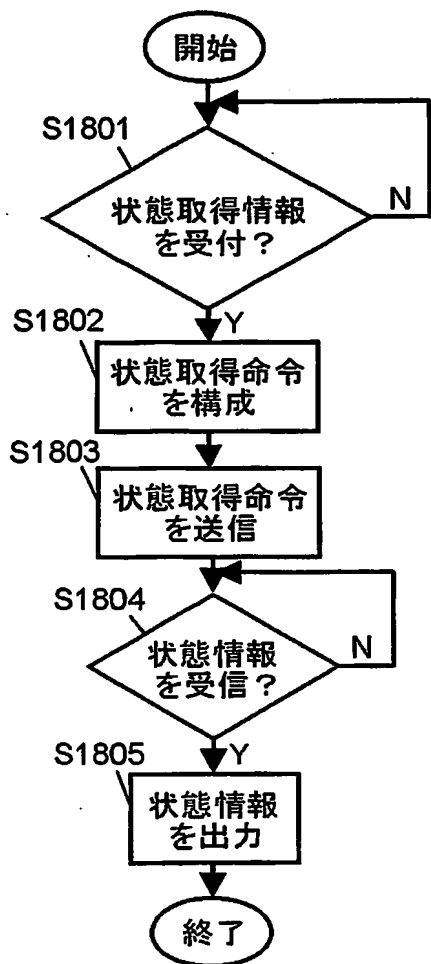 開始
S1801
状態取得情報
を受付?
N
S1802
Y
状態取得命令
を構成
S1803
状態取得命令
を送信
S1804
状態情報
を受信?
N
S1805
Y
状態情報
を出力
終了